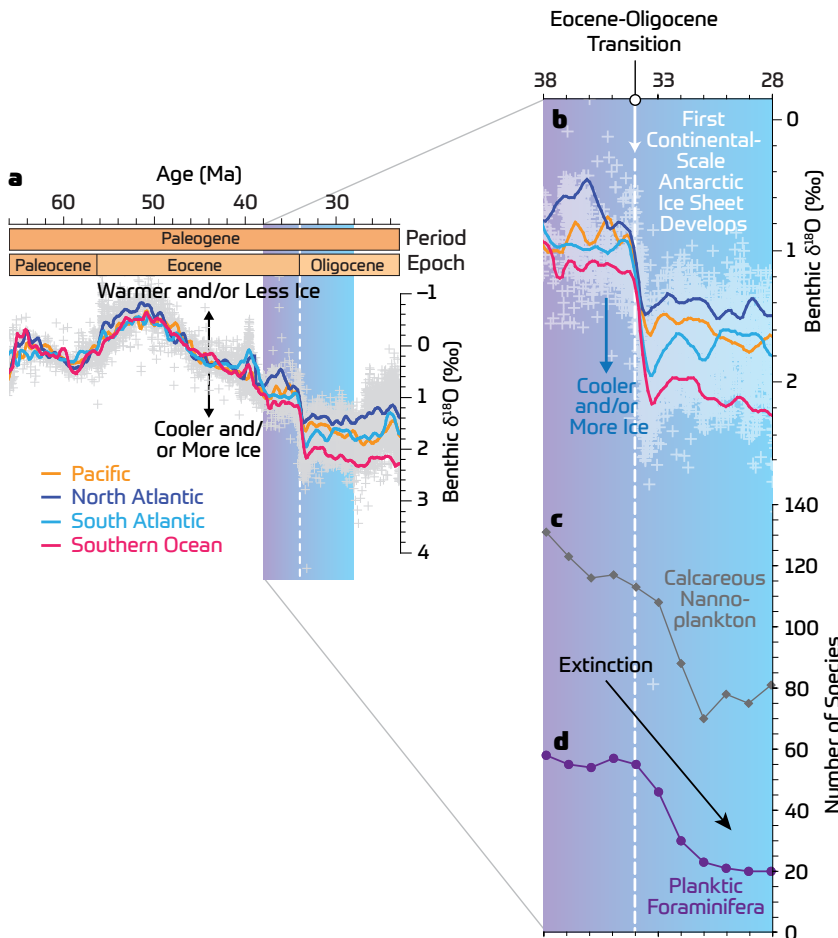 Eocene-Oligocene
Transition
38 33 28
b
First
Continental-
Scale
Antarctic
Ice Sheet
Develops
0
1
2
Benthic δ¹⁸O (‰)
Cooler
and/or
More Ice
a
Age (Ma)
60 50 40 30
Paleogene
Period
Paleocene Eocene Oligocene
Epoch
Warmer and/or Less Ice
Cooler and/
or More Ice
–1
0
1
2
3
4
Benthic δ¹⁸O (‰)
Pacific
North Atlantic
South Atlantic
Southern Ocean
c
Calcareous
Nanno-
plankton
Extinction
d
Planktic
Foraminifera
140
120
100
80
60
40
20
0
Number of Species